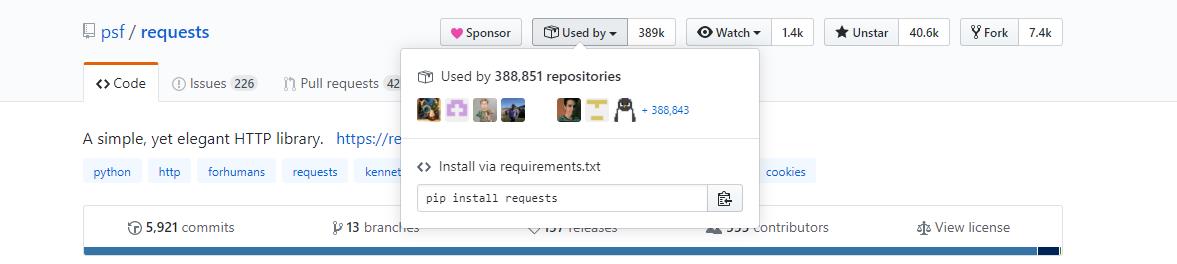 psf / requests
Sponsor
Used by
389k
Watch
1.4k
Unstar
40.6k
Fork
7.4k
Code
Issues 226
Pull requests 42
Used by 388,851 repositories
+ 388,843
A simple, yet elegant HTTP library. https://re
Install via requirements.txt
python
http
forhumans
requests
kennet
cookies
pip install requests
5,921 commits
13 branches
releases
contributors
View license